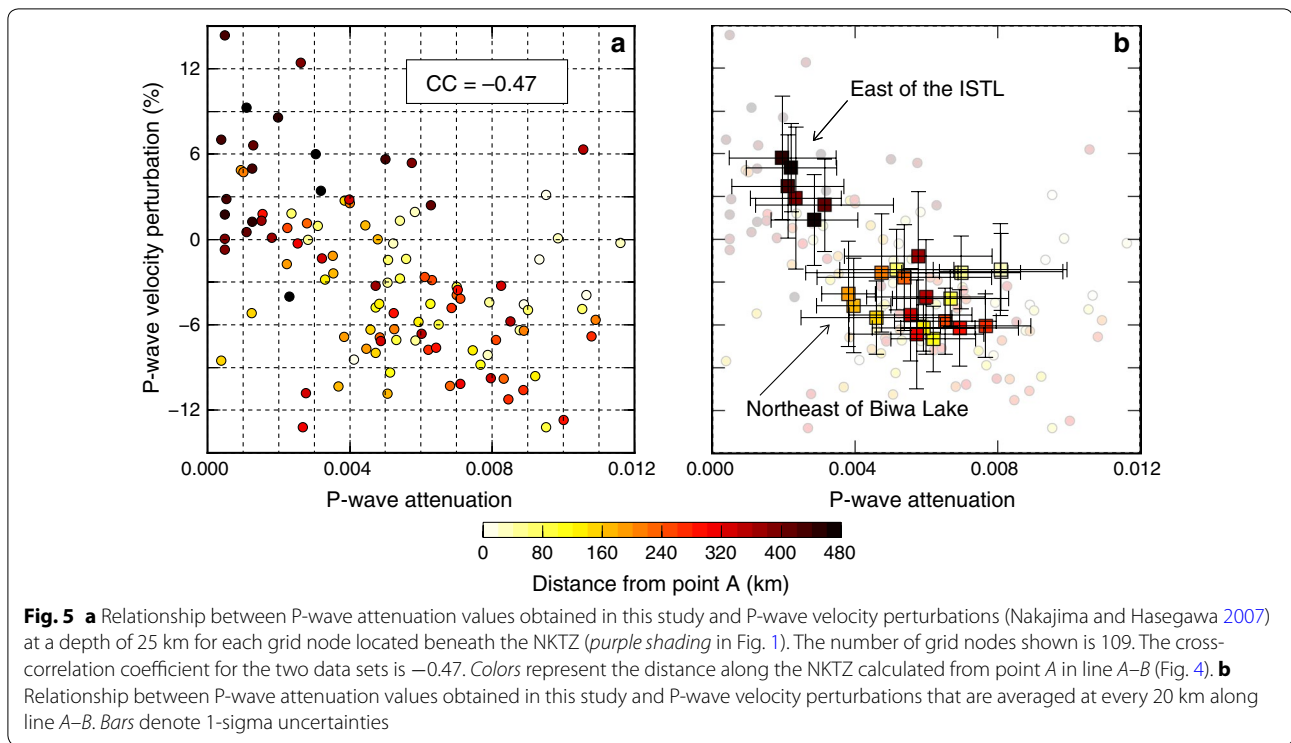 a
b
CC = −0.47
East of the ISTL
Northeast of Biwa Lake
P-wave velocity perturbation (%)
12
6
0
−6
−12
0.000 0.004 0.008 0.012
0.000 0.004 0.008 0.012
P-wave attenuation
P-wave attenuation
0 80 160 240 320 400 480
Distance from point A (km)
Fig. 5 a Relationship between P-wave attenuation values obtained in this study and P-wave velocity perturbations (Nakajima and Hasegawa 2007)
at a depth of 25 km for each grid node located beneath the NKTZ (purple shading in Fig. 1). The number of grid nodes shown is 109. The cross-
correlation coefficient for the two data sets is −0.47. Colors represent the distance along the NKTZ calculated from point A in line A–B (Fig. 4). b
Relationship between P-wave attenuation values obtained in this study and P-wave velocity perturbations that are averaged at every 20 km along
line A–B. Bars denote 1-sigma uncertainties